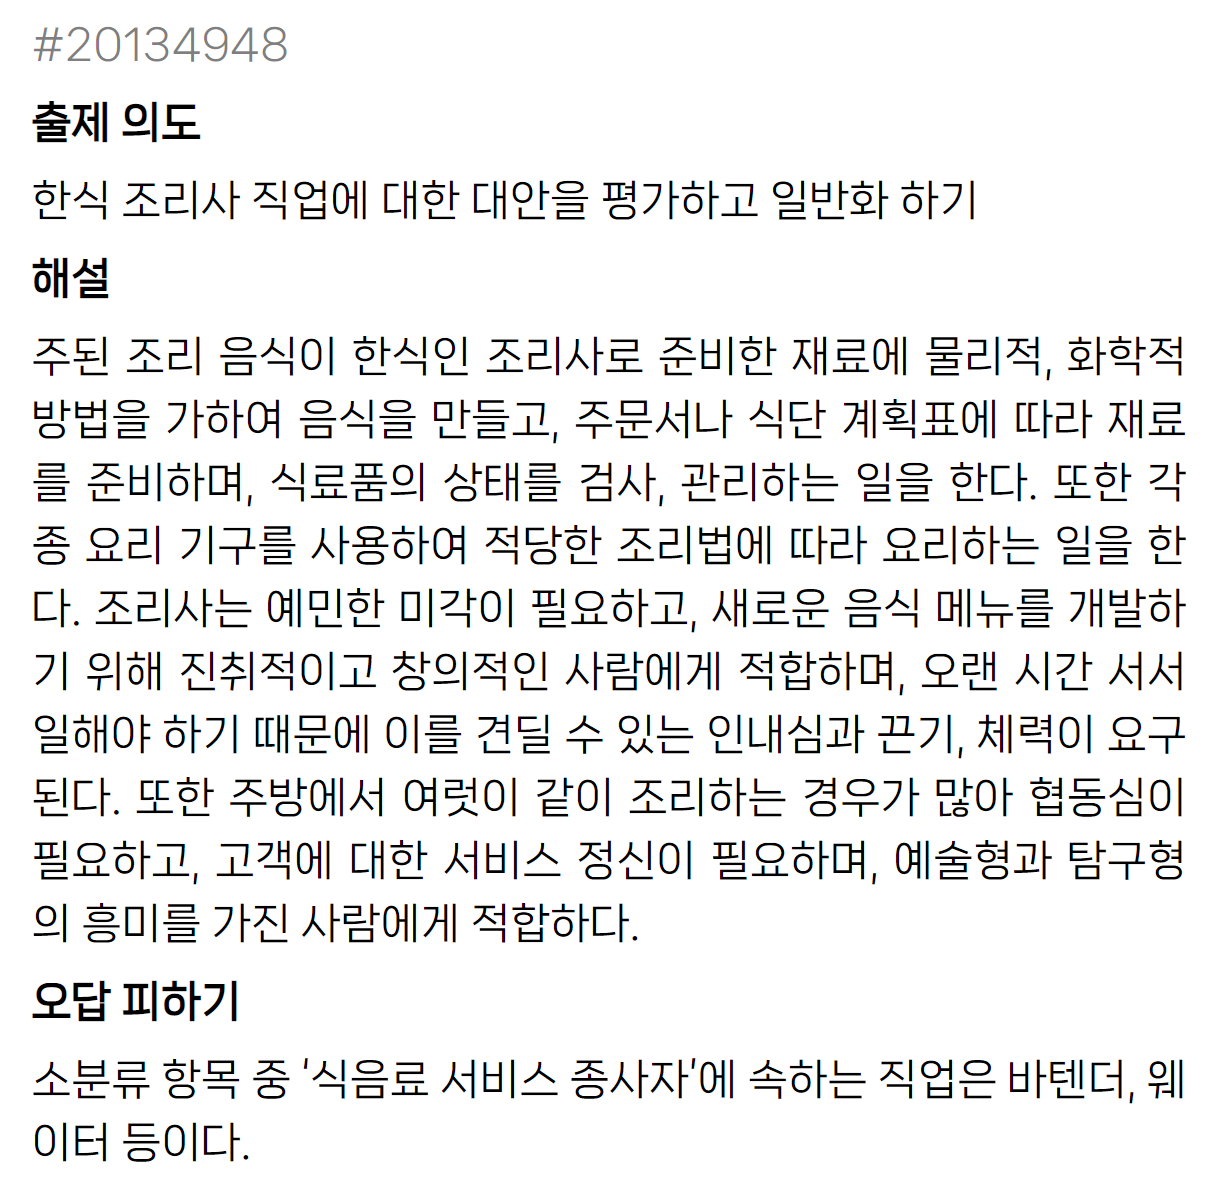 #20134948
출제 의도
한식 조리사 직업에 대한 대안을 평가하고 일반화 하기
해설
주된 조리 음식이 한식인 조리사로 준비한 재료에 물리적, 화학적
방법을 가하여 음식을 만들고, 주문서나 식단 계획표에 따라 재료
를 준비하며, 식료품의 상태를 검사, 관리하는 일을 한다. 또한 각
종 요리 기구를 사용하여 적당한 조리법에 따라 요리하는 일을 한
다. 조리사는 예민한 미각이 필요하고, 새로운 음식 메뉴를 개발하
기 위해 진취적이고 창의적인 사람에게 적합하며, 오랜 시간 서서
일해야 하기 때문에 이를 견딜 수 있는 인내심과 끈기, 체력이 요구
된다. 또한 주방에서 여럿이 같이 조리하는 경우가 많아 협동심이
필요하고, 고객에 대한 서비스 정신이 필요하며, 예술형과 탐구형
의 흥미를 가진 사람에게 적합하다.
오답 피하기
소분류 항목 중 '식음료 서비스 종사자'에 속하는 직업은 바텐더, 웨
이터 등이다.